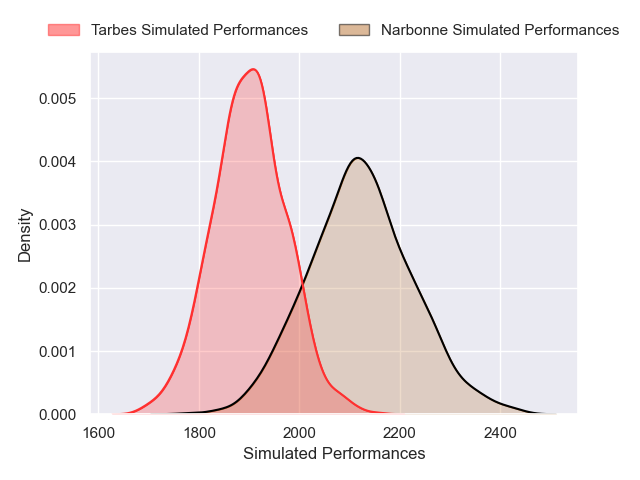 Tarbes Simulated Performances
Narbonne Simulated Performances
0.005
0.004
0.003
0.002
0.001
0.000
Density
1600
1800
2000
2200
2400
Simulated Performances